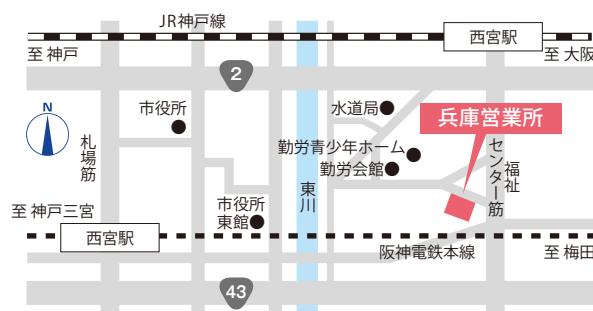 JR神戸線
西宮駅
至 神戸
至 大阪
2
N
市役所
水道局
兵庫営業所
札場筋
勤労青少年ホーム
勤労会館
福祉
センター筋
東川
市役所
東館
至 神戸三宮
西宮駅
阪神電鉄本線
至 梅田
43